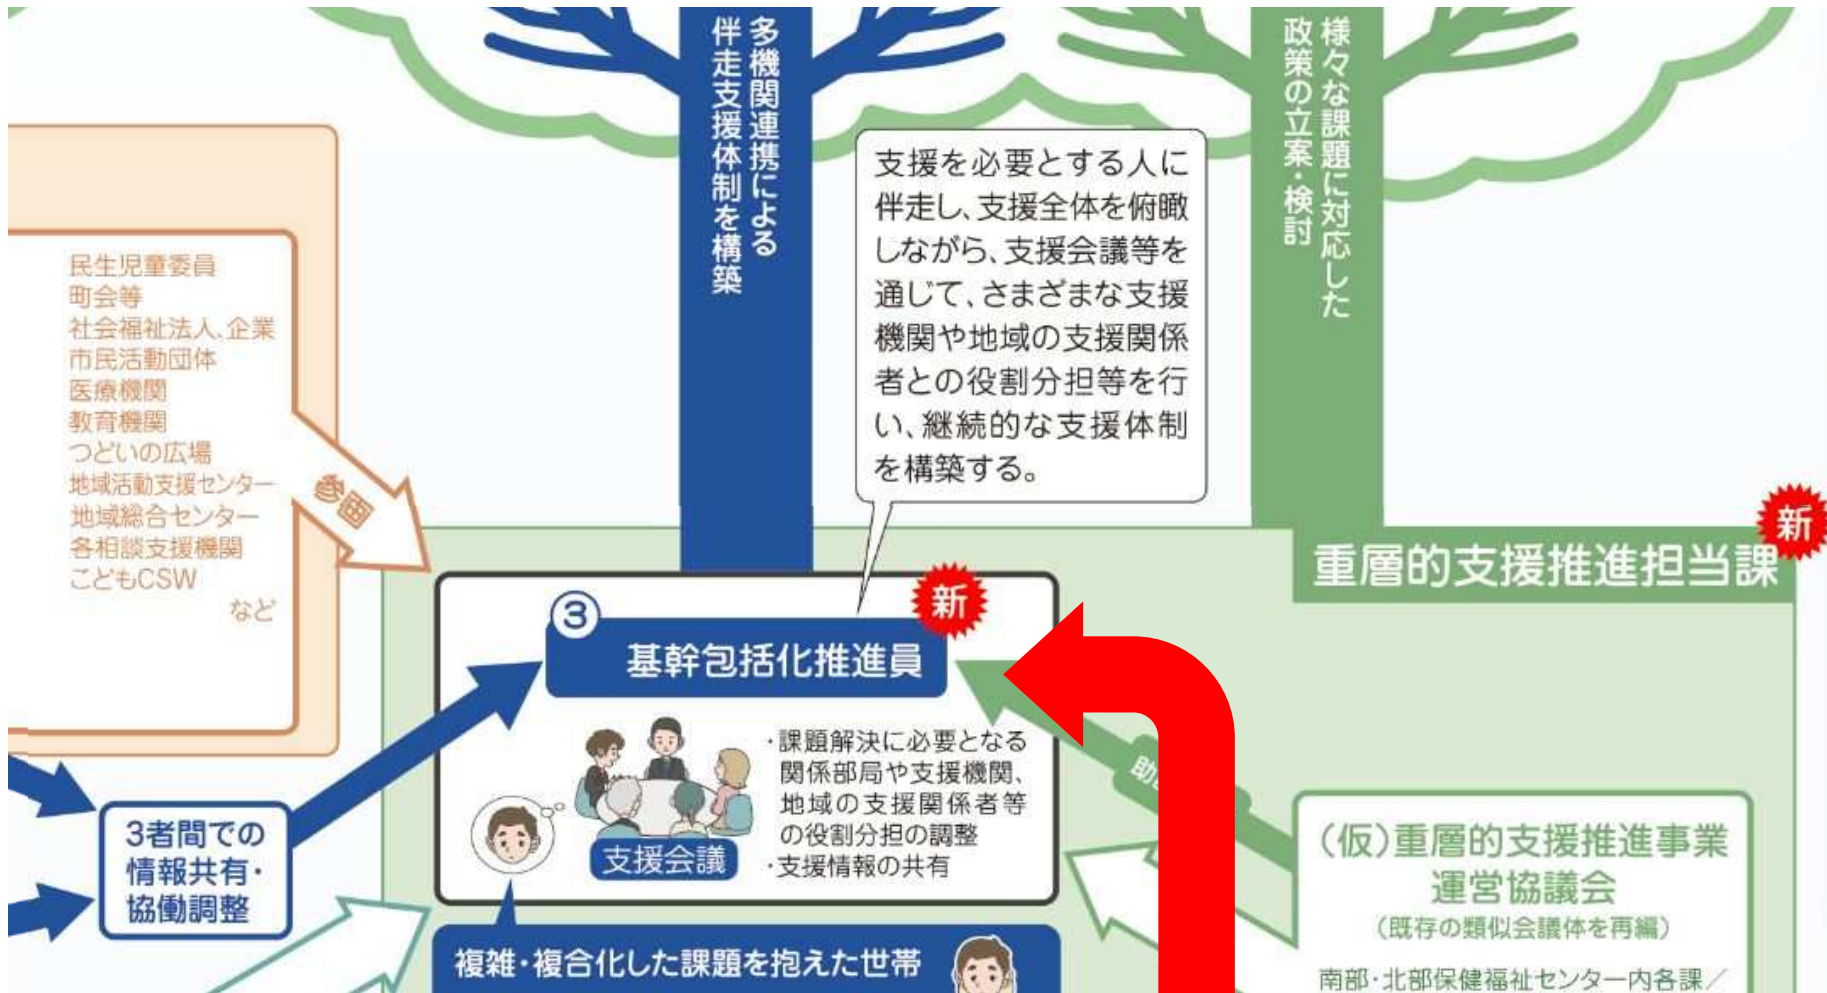 多機関連携による
伴走支援体制を構築
様々な課題に対応した
政策の立案・検討
支援を必要とする人に
伴走し、支援全体を俯瞰
しながら、支援会議等を
通じて、さまざまな支援
機関や地域の支援関係
者との役割分担等を行
い、継続的な支援体制
を構築する。
民生児童委員
町会等
社会福祉法人、企業
市民活動団体
医療機関
教育機関
つどいの広場
地域活動支援センター
地域総合センター
各相談支援機関
こどもCSW
など
参画
新
重層的支援推進担当課
③
新
基幹包括化推進員
・課題解決に必要となる
関係部局や支援機関、
地域の支援関係者等
の役割分担の調整
・支援情報の共有
支援会議
助
3者間での
情報共有・
協働調整
（仮）重層的支援推進事業
運営協議会
（既存の類似会議体を再編）
南部・北部保健福祉センター内各課／
複雑・複合化した課題を抱えた世帯